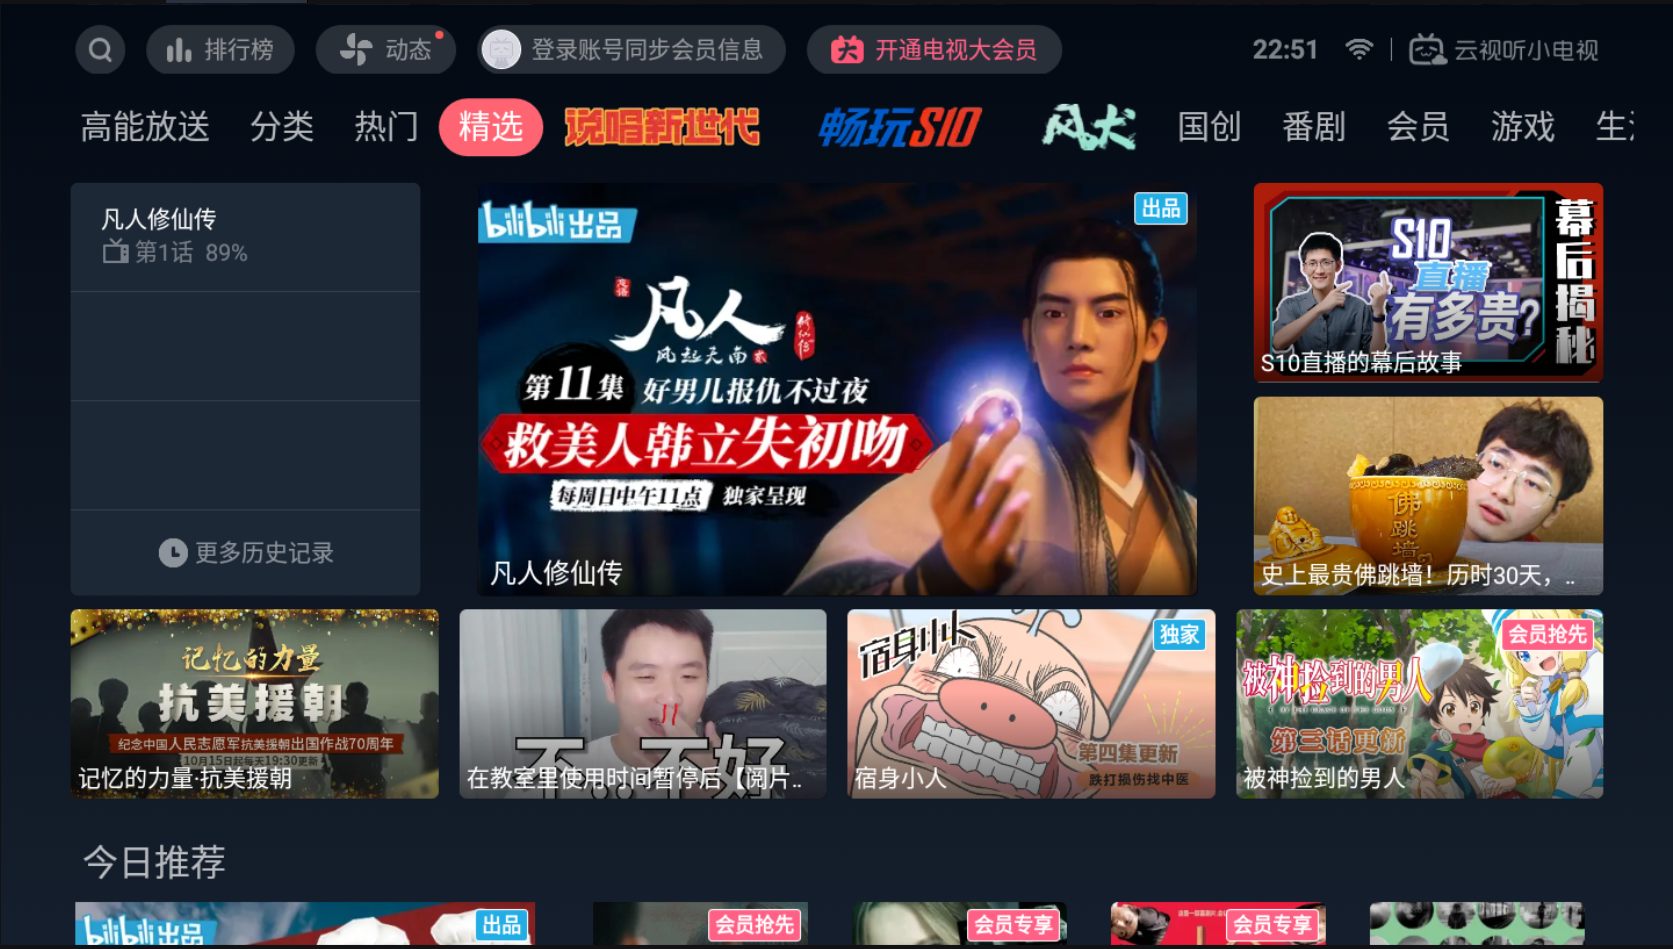 排行榜
动态
登录账号同步会员信息
开通电视大会员
22:51
云视听小电视
高能放送
分类
热门
精选
说唱新世代
畅玩S10
风犬
国创
番剧
会员
游戏
凡人修仙传
第1话 89%
更多历史记录
bilibili出品
出品
凡人
修仙传
风起天南
第11集 好男儿报仇不过夜
救美人韩立失初吻
每周日中午11点 独家呈现
凡人修仙传
S10
直播
有多贵?
幕后揭秘
S10直播的幕后故事
佛跳墙
史上最贵佛跳墙！历时30天，..
记忆的力量
抗美援朝
纪念中国人民志愿军抗美援朝出国作战70周年
10月15日起每天19:30更新
记忆的力量·抗美援朝
不..不好
在教室里使用时间暂停后【阅片..
宿身小人
独家
第四集更新
跌打损伤找中医
宿身小人
会员抢先
被神捡到的男人
第三话更新
被神捡到的男人
今日推荐
bilibili出品
出品
会员抢先
会员专享
会员专享